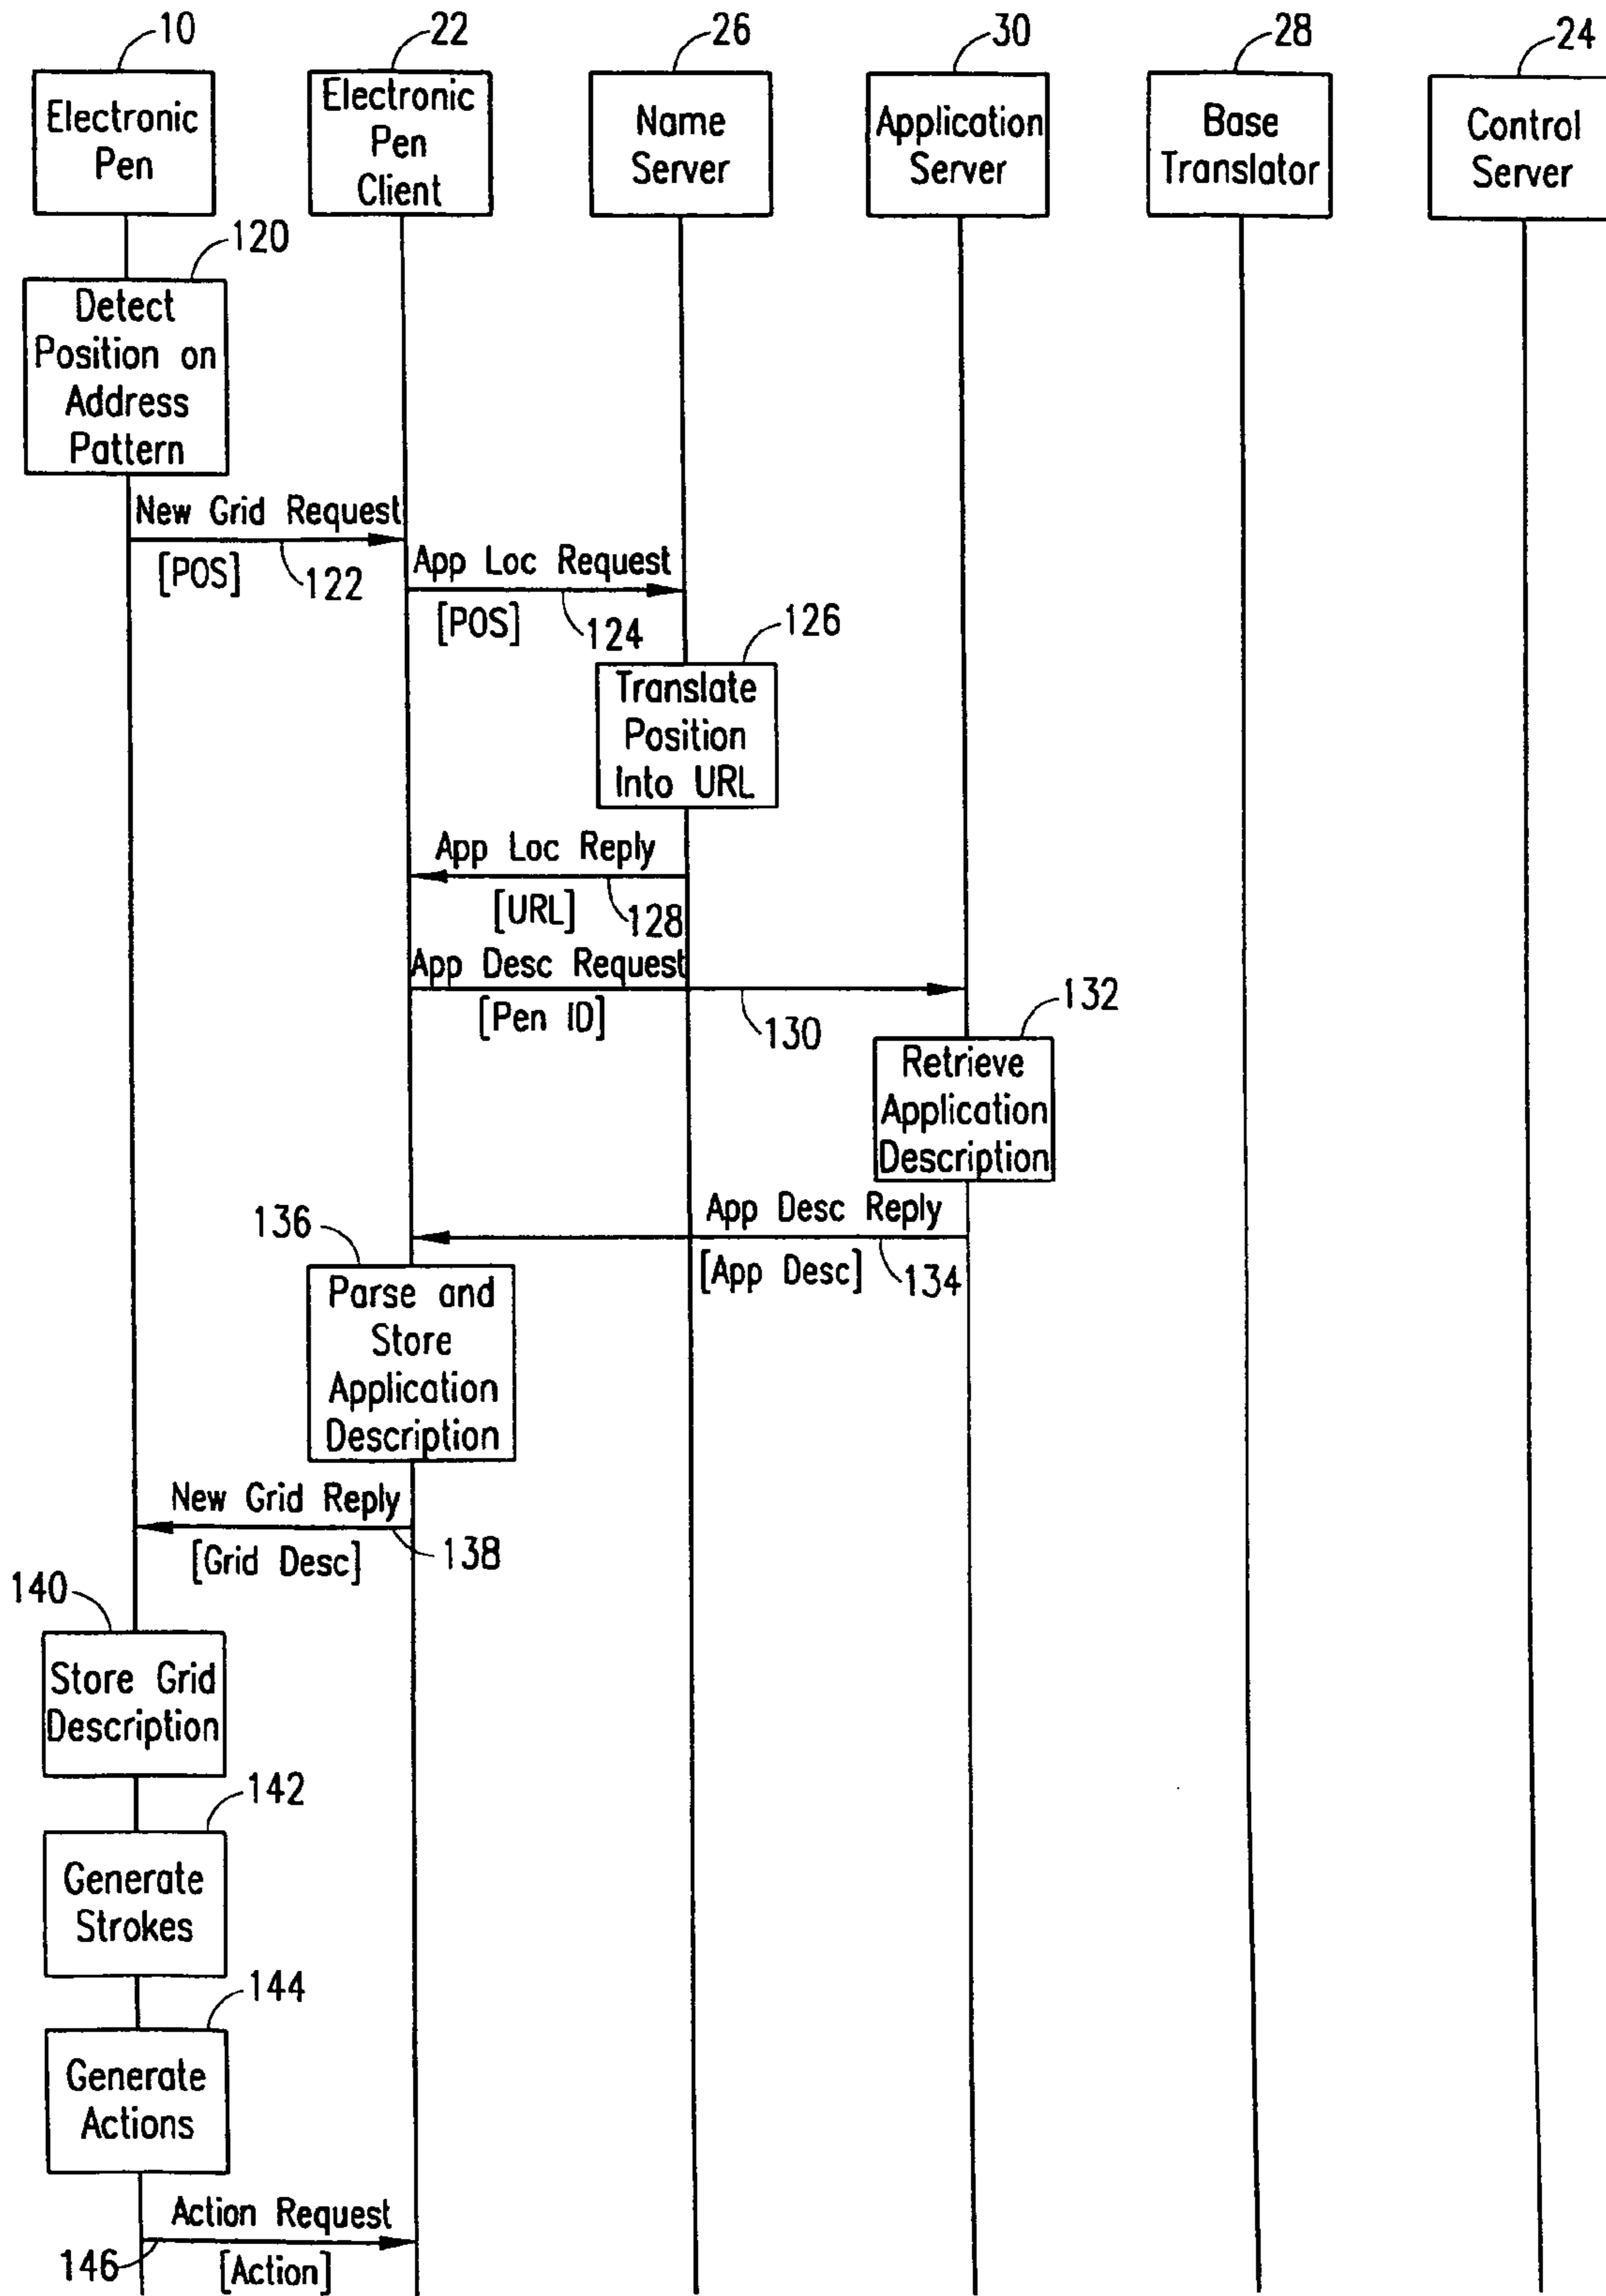 10
22
26
30
28
24
Electronic
Pen
Electronic
Pen
Client
Name
Server
Application
Server
Base
Translator
Control
Server
120
Detect
Position on
Address
Pattern
New Grid Request
[POS]
122
App Loc Request
[POS]
124
126
Translate
Position
into URL
App Loc Reply
[URL]
128
App Desc Request
[Pen ID]
130
132
Retrieve
Application
Description
App Desc Reply
[App Desc]
134
136
Parse and
Store
Application
Description
New Grid Reply
[Grid Desc]
138
140
Store Grid
Description
142
Generate
Strokes
144
Generate
Actions
Action Request
146
[Action]